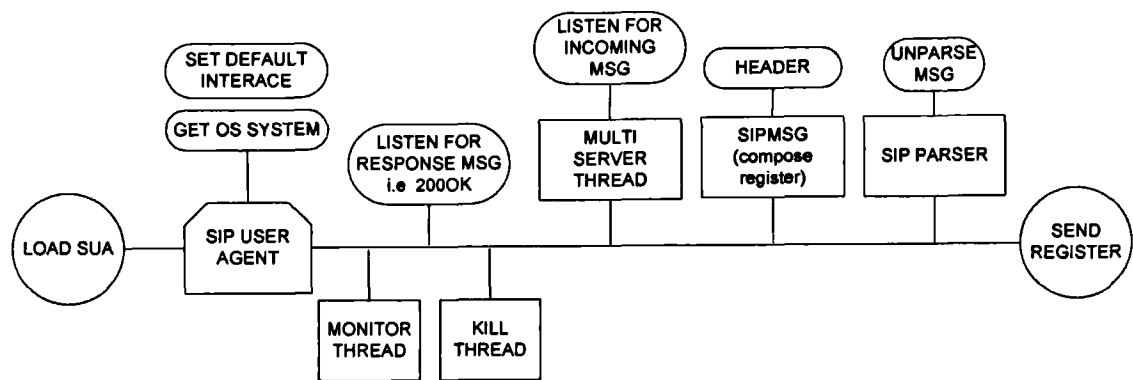 SET DEFAULT
INTERACE
GET OS SYSTEM
LISTEN FOR
RESPONSE MSG
i.e 200OK
LISTEN FOR
INCOMING
MSG
HEADER
UNPARSE
MSG
MULTI
SERVER
THREAD
SIPMSG
(compose
register)
SIP PARSER
LOAD SUA
SIP USER
AGENT
SEND
REGISTER
MONITOR
THREAD
KILL
THREAD